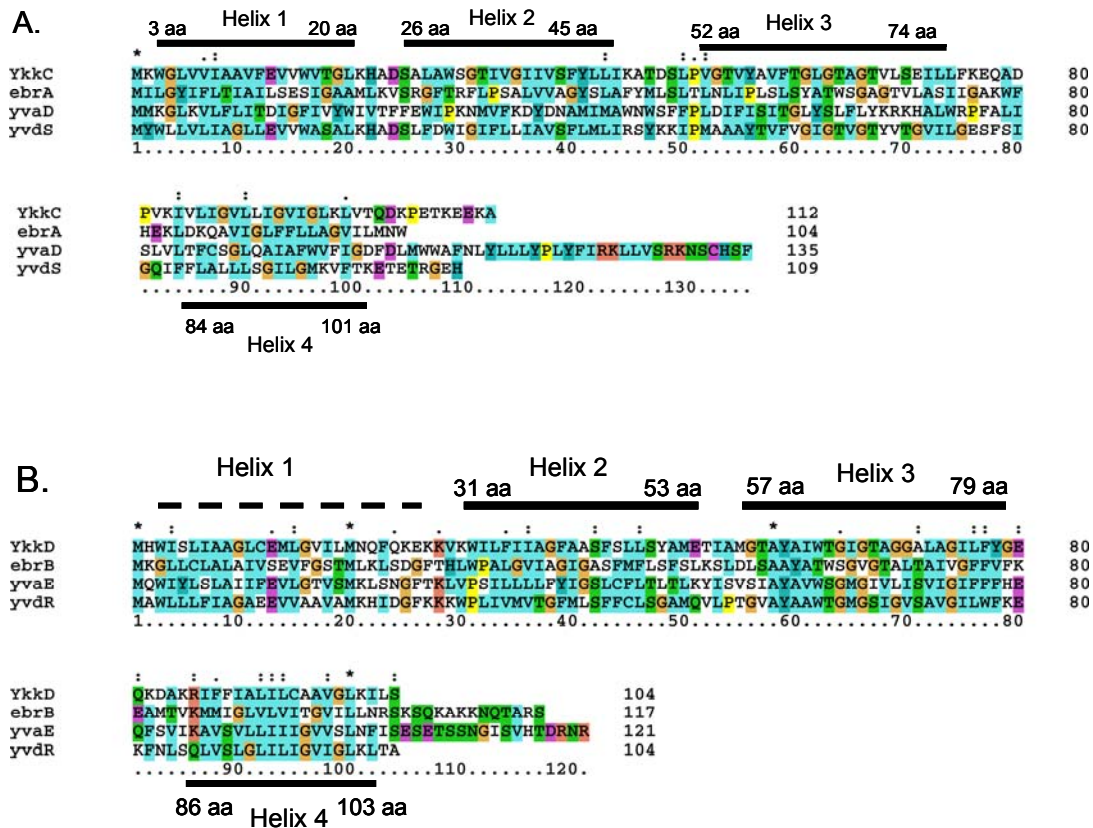 A.
Helix 1 Helix 2 Helix 3
3 aa 20 aa 26 aa 45 aa 52 aa 74 aa
* .: : :.:
YkkC MKWGLVVIAAVFEVVWVTGLKHADSALAWSGTIVGIIVSFYLLIKATDSLPVGTVYAVFTGLGTAGTVLSEILLFKEQAD 80
ebrA MILGYIFLTIAILSESIGAAMLKVSRGFTRFLPSALVVAGYSLAFYMLSLTLNLIPLSLSYATWSGAGTVLASIIGAKWF 80
yvaD MMKGLKVLFLITDIGFIVYWIVTFFEWIPKNMVFKDYDNAMIMAWNWSFFPLDIFISITGLYSLFLYKRKHALWRPFALI 80
yvdS MYWLLVLIAGLLEVVWASALKHADSLFDWIGIFLLIAVSFMLMIRSYKKIPMAAAYTVFVGIGTVGTYVTGVILGESFSI 80
1........10........20........30........40........50........60........70........80
: : .
YkkC PVKIVLIGVLLIGVIGLKLVTQDKPETKEEKA 112
ebrA HEKLDKQAVIGLFFLLAGVILMNW 104
yvaD SLVLTFCSGLQAIAFWVFIGDFDLMWWAFNLYLLLYPLYFIRKLLVSRKNSCHSF 135
yvdS GQIFFLALLLSGILGMKVFTKETETRGEH 109
.........90.......100.......110.......120.......130.....
84 aa 101 aa
Helix 4
B.
Helix 1 Helix 2 Helix 3
31 aa 53 aa 57 aa 79 aa
* : . : * . : . : : * . : :: :
YkkD MHWISLIAAGLCEMLGVILMNQFQKEKKVKWILFIIAGFAASFSLLSYAMETIAMGTAYAIWTGIGTAGGALAGILFYGE 80
ebrB MKGLLCLALAIVSEVFGSTMLKLSDGFTHLWPALGVIAGIGASFMFLSFSLKSLDLSAAYATWSGVGTALTAIVGFFVFK 80
yvaE MQWIYLSLAIIFEVLGTVSMKLSNGFTKLVPSILLLLFYIGSLCFLTLTLKYISVSIAYAVWSGMGIVLISVIGIFFFHE 80
yvdR MAWLLLFIAGAEEVVAAVAMKHIDGFKKKWPLIVMVTGFMLSFFCLSGAMQVLPTGVAYAAWTGMGSIGVSAVGILWFKE 80
1........10........20........30........40........50........60........70........80
: : . ::: : * :
YkkD QKDAKRIFFIALILCAAVGLKILS 104
ebrB EAMTVKMMIGLVLVITGVILLNRSKSQKAKKNQTARS 117
yvaE QFSVIKAVSVLLIIIGVVSLNFISESETSSNGISVHTDRNR 121
yvdR KFNLSQLVSLGLILIGVIGLKLTA 104
.........90.......100.......110.......120.
86 aa 103 aa
Helix 4